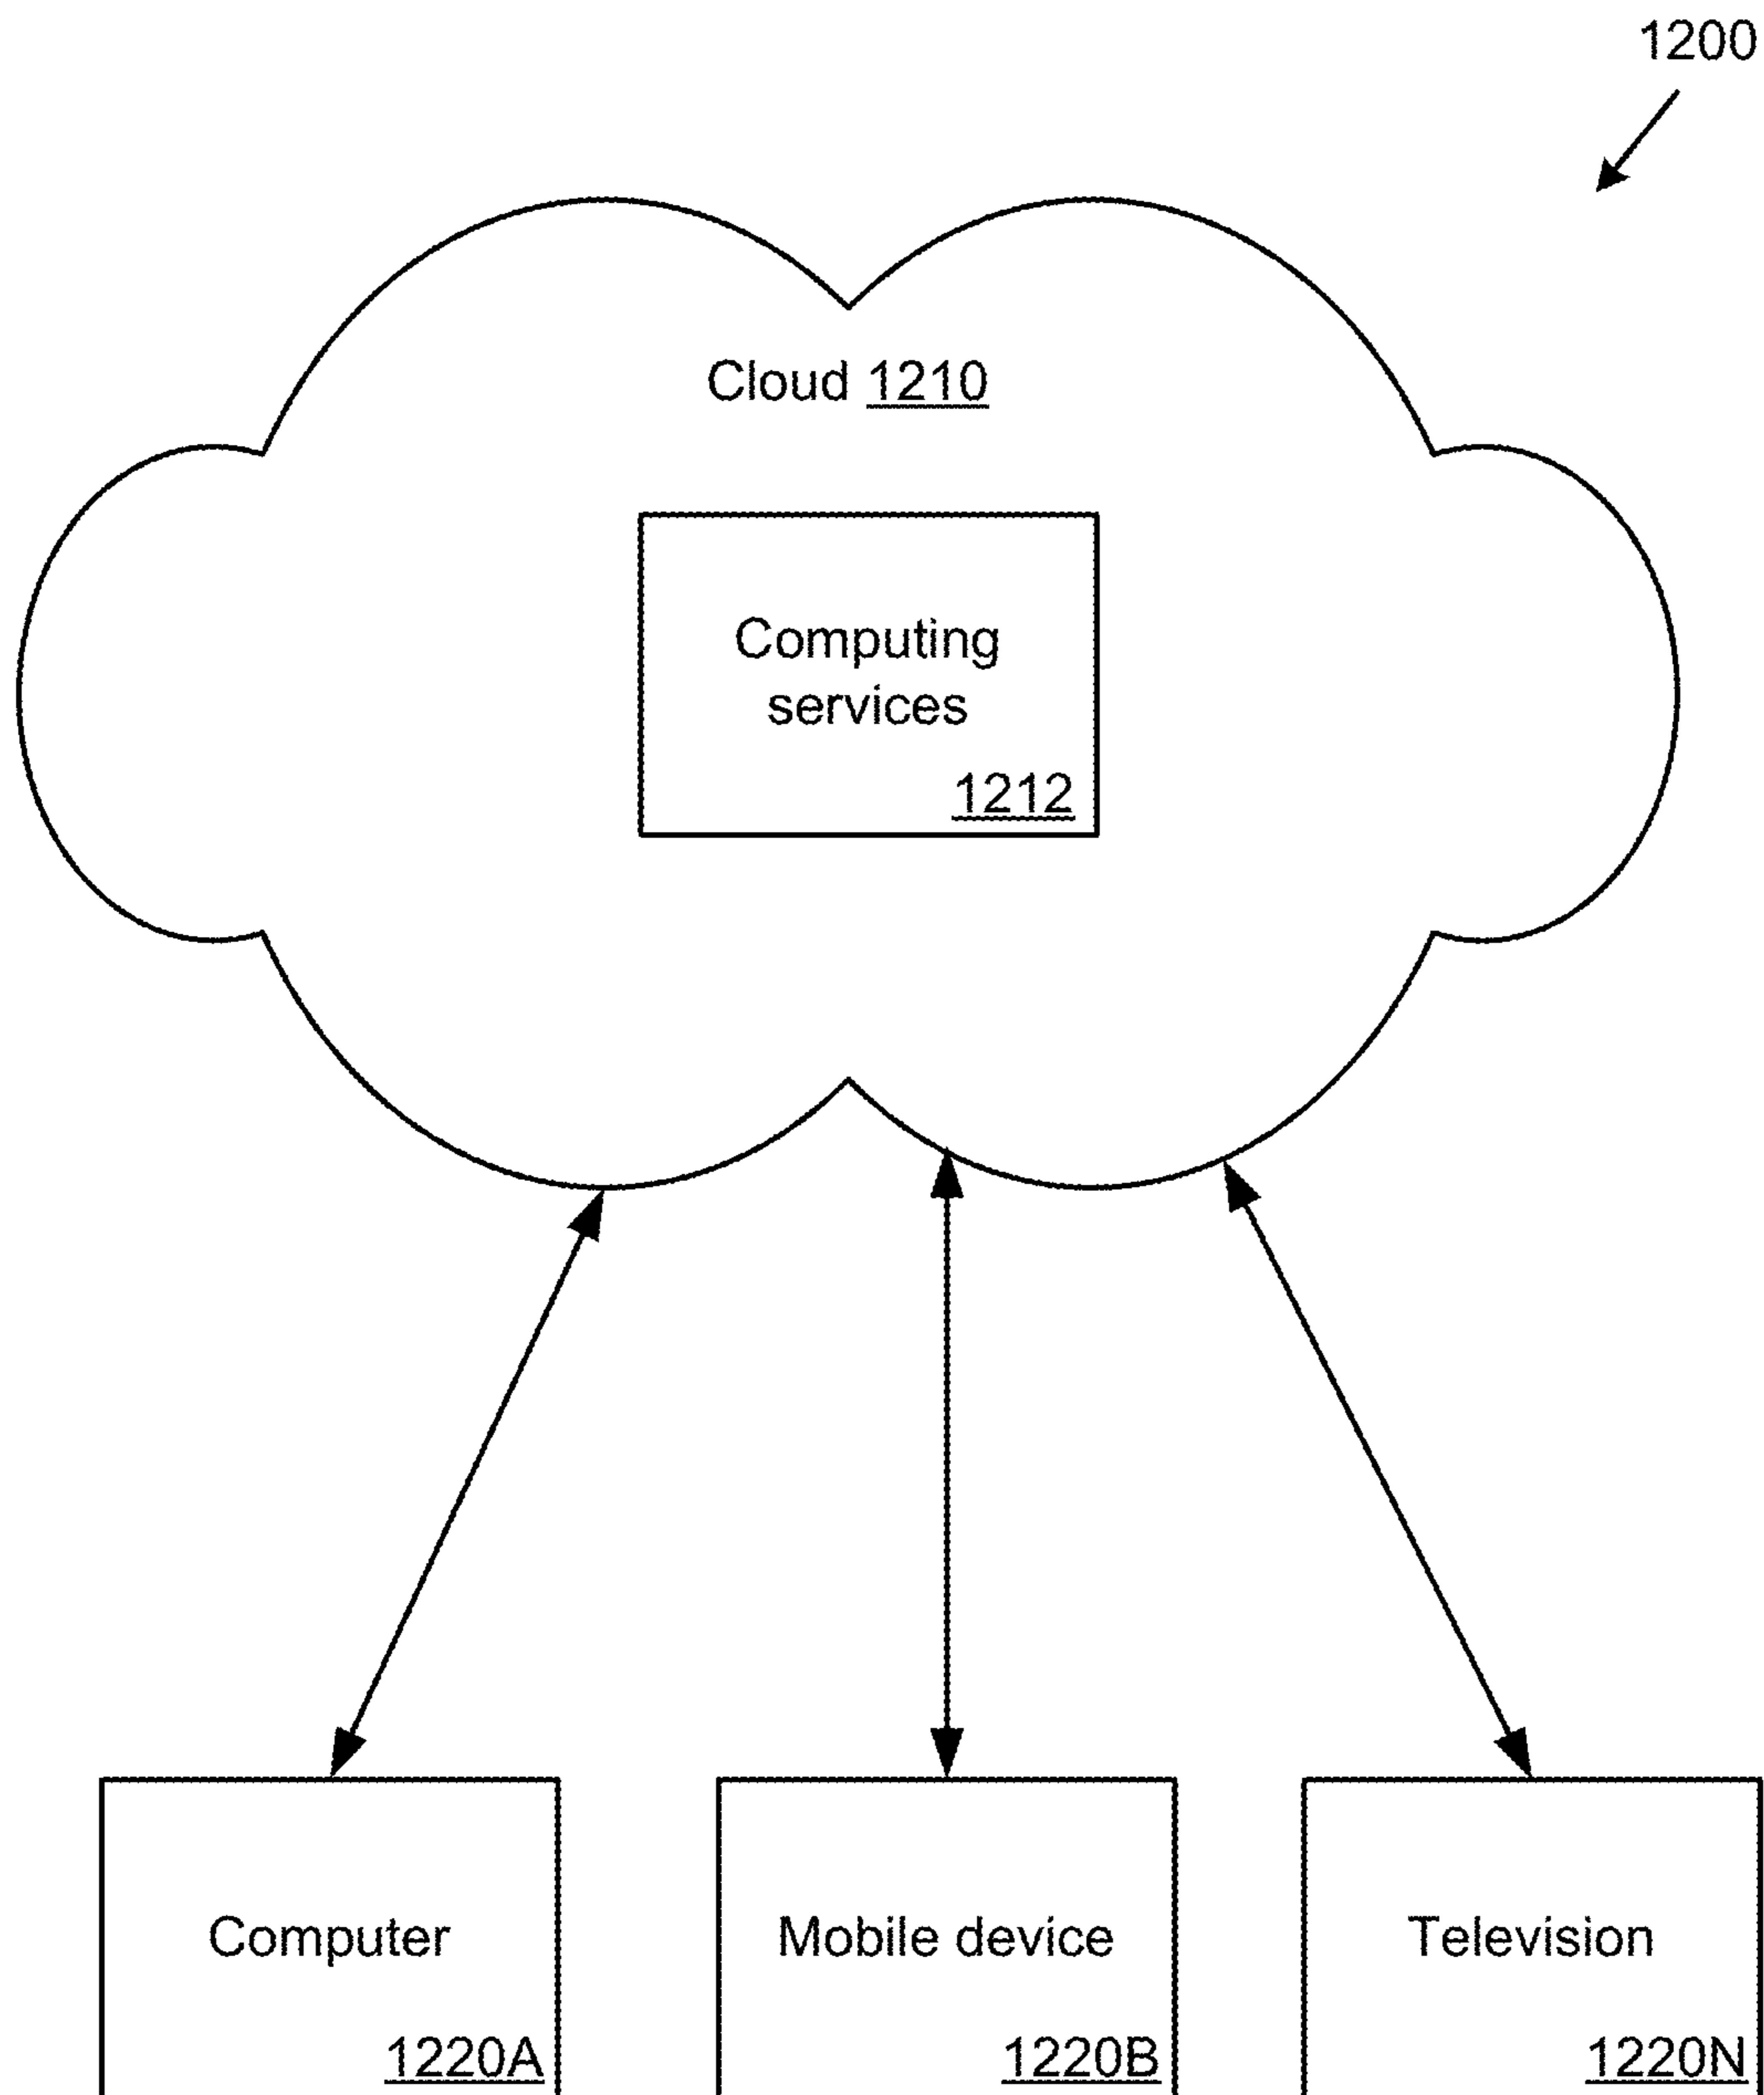 1200
Cloud 1210
Computing
services
1212
Computer
1220A
Mobile device
1220B
Television
1220N